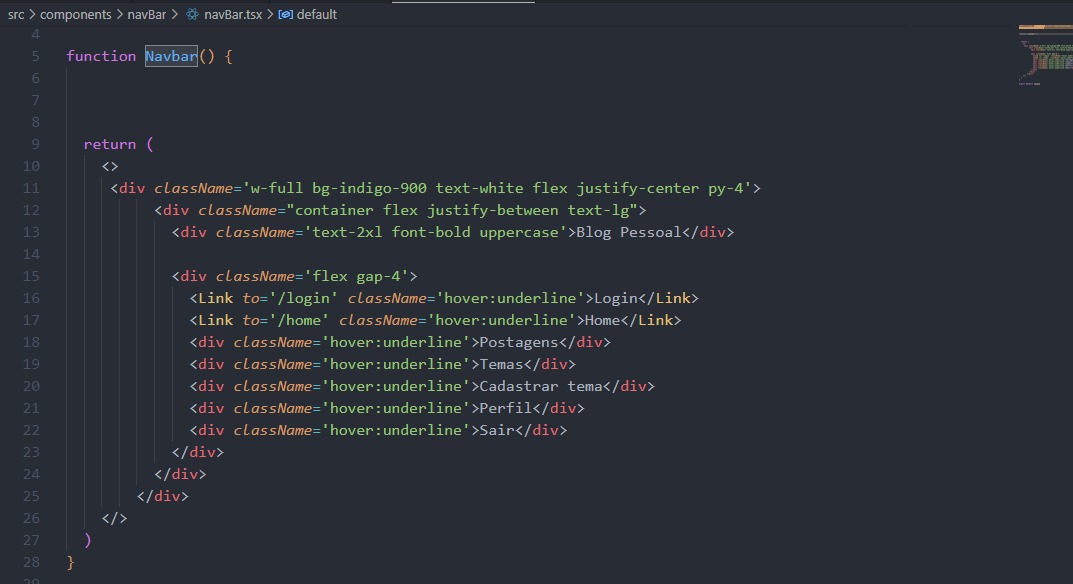 src > components > navBar > navBar.tsx > default
4
5 function Navbar() {
6
7
8
9 return (
10 <>
11 <div className='w-full bg-indigo-900 text-white flex justify-center py-4'>
12 <div className="container flex justify-between text-lg">
13 <div className='text-2xl font-bold uppercase'>Blog Pessoal</div>
14
15 <div className='flex gap-4'>
16 <Link to='/login' className='hover:underline'>Login</Link>
17 <Link to='/home' className='hover:underline'>Home</Link>
18 <div className='hover:underline'>Postagens</div>
19 <div className='hover:underline'>Temas</div>
20 <div className='hover:underline'>Cadastrar tema</div>
21 <div className='hover:underline'>Perfil</div>
22 <div className='hover:underline'>Sair</div>
23 </div>
24 </div>
25 </div>
26 </>
27 )
28 }
29